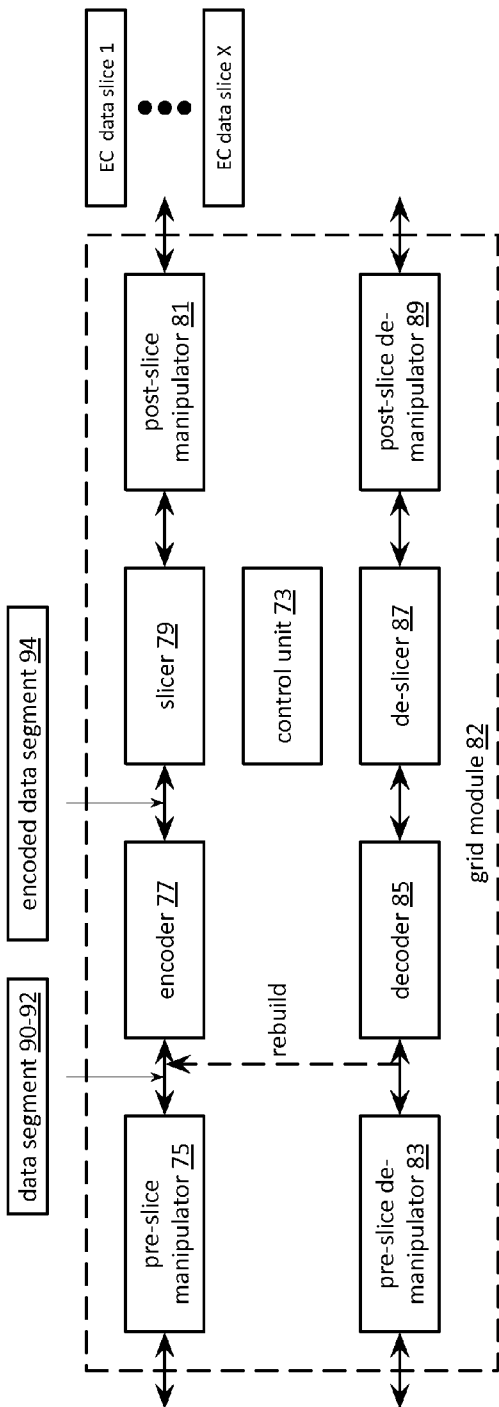 data segment 90-92
encoded data segment 94
EC data slice 1
EC data slice X
pre-slice
manipulator 75
encoder 77
slicer 79
post-slice
manipulator 81
rebuild
control unit 73
pre-slice de-
manipulator 83
decoder 85
de-slicer 87
post-slice de-
manipulator 89
grid module 82